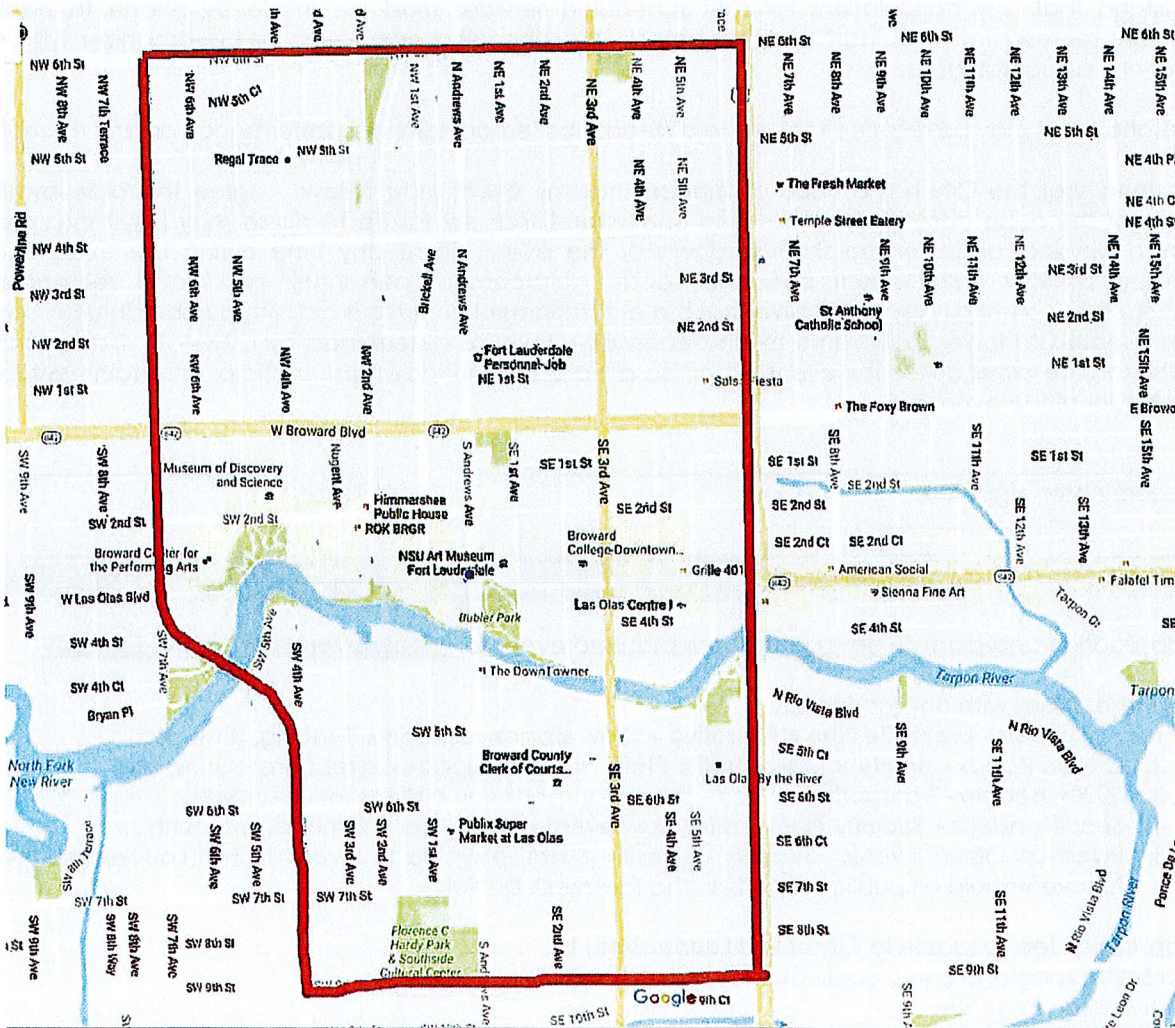 NW 6th St
NW 6th St
NE 6th St
NE 6th St
NE 6th St
NW 8th Ave
NW 7th Terrace
NW 6th Ave
NW 5th Ct
NW 1st Ave
N Andrews Ave
NE 1st Ave
NE 2nd Ave
NE 3rd Ave
NE 4th Ave
NE 5th Ave
NE 7th Ave
NE 8th Ave
NE 9th Ave
NE 10th Ave
NE 11th Ave
NE 12th Ave
NE 13th Ave
NE 14th Ave
NE 15th Ave
NW 5th St
Regal Trace
NW 5th St
NE 5th St
NE 5th St
NE 4th Ave
NE 5th Ave
The Fresh Market
Temple Street Eatery
Powerline Rd
NW 4th St
NW 3rd St
NW 2nd St
NW 1st St
NW 6th Ave
NW 5th Ave
Brickell Ave
N Andrews Ave
NE 3rd St
NE 7th Ave
NE 9th Ave
NE 10th Ave
NE 12th Ave
NE 3rd St
NE 14th Ave
NE 15th Ave
St Anthony
Catholic School
NE 2nd St
NE 2nd St
NE 1st St
NE 15th Ave
NW 6th Ave
NW 4th Ave
NW 2nd Ave
Fort Lauderdale
Personnel-Job
NE 1st St
Salsa Fiesta
The Foxy Brown
842
842
842
W Broward Blvd
SW 9th Ave
SW 8th Ave
Museum of Discovery
and Science
Nugent Ave
S Andrews Ave
SE 1st Ave
SE 1st St
SE 3rd Ave
SE 1st St
SE 8th Ave
SE 11th Ave
SE 1st St
SE 15th Ave
SE 2nd St
Himmarshee
Public House
ROK BRGR
SW 2nd St
SW 2nd St
SE 2nd St
SE 2nd St
SE 12th Ave
SE 13th Ave
Broward Center for
the Performing Arts
NSU Art Museum
Fort Lauderdale
Broward
College-Downtown...
SE 2nd Ct
SE 2nd Ct
Grille 401
American Social
842
842
SW 9th Ave
W Las Olas Blvd
Bubier Park
Las Olas Centre I
SE 4th St
Sienna Fine Art
SE 4th St
Tarpon Dr
SW 4th St
SW 7th Ave
SW 5th Ave
SW 4th Ave
SW 4th Ct
Bryan Pl
The DownTowner
Tarpon River
N Rio Vista Blvd
N Rio Vista Blvd
SW 5th St
SE 5th Ct
SE 9th Ave
SE 11th Ave
North Fork
New River
Broward County
Clerk of Courts...
SE 3rd Ave
Las Olas By the River
SE 6th St
SE 6th St
SW 6th St
SW 6th St
SW 6th Ave
SW 5th Ave
SW 3rd Ave
SW 2nd Ave
SW 1st Ave
Publix Super
Market at Las Olas
SE 4th Ave
SE 5th Ave
SE 6th Ct
SW 8th Terrace
SW 7th St
SW 7th St
SW 7th St
SE 7th St
SW 9th Ave
SW 8th Way
SW 8th Ave
SW 7th Ave
SW 8th St
SW 9th St
Florence C
Hardy Park
& Southside
Cultural Center
SE 2nd Ave
SE 8th St
SE 9th St
SE 11th Ave
N Rio Vista Blvd
Tarpon River
Google
9th Ct
SE 10th St